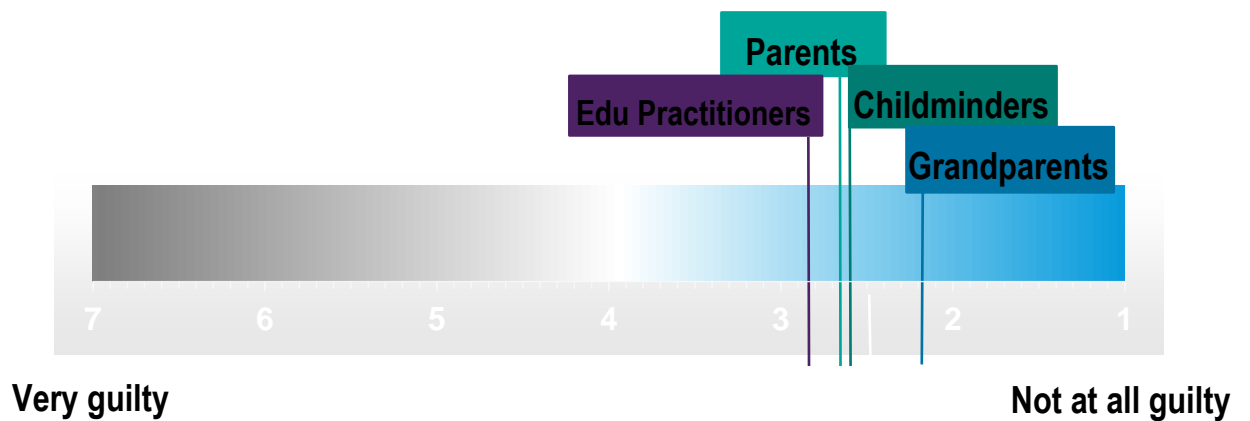 Parents
Edu Practitioners
Childminders
Grandparents
7 6 5 4 3 2 1
Very guilty
Not at all guilty